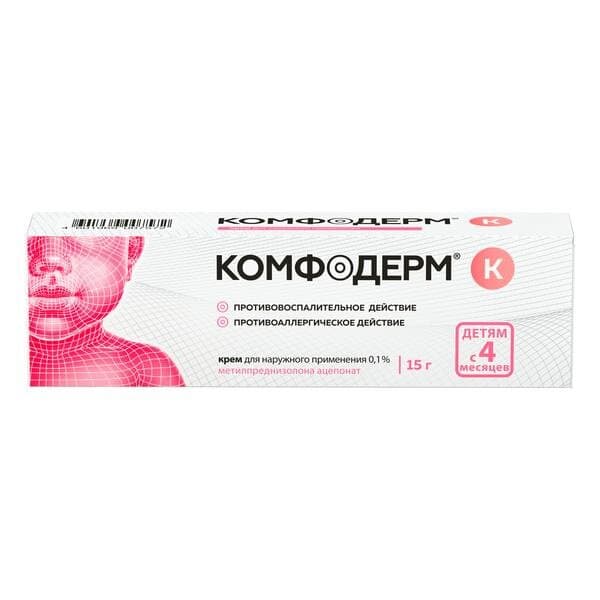 КОМФОДЕРМ® К
КОМФОДЕРМ® К
ПРОТИВОВОСПАЛИТЕЛЬНОЕ ДЕЙСТВИЕ
ПРОТИВОАЛЛЕРГИЧЕСКОЕ ДЕЙСТВИЕ
крем для наружного применения 0,1%
метилпреднизолона ацепонат
15 г
ДЕТЯМ
с 4
месяцев